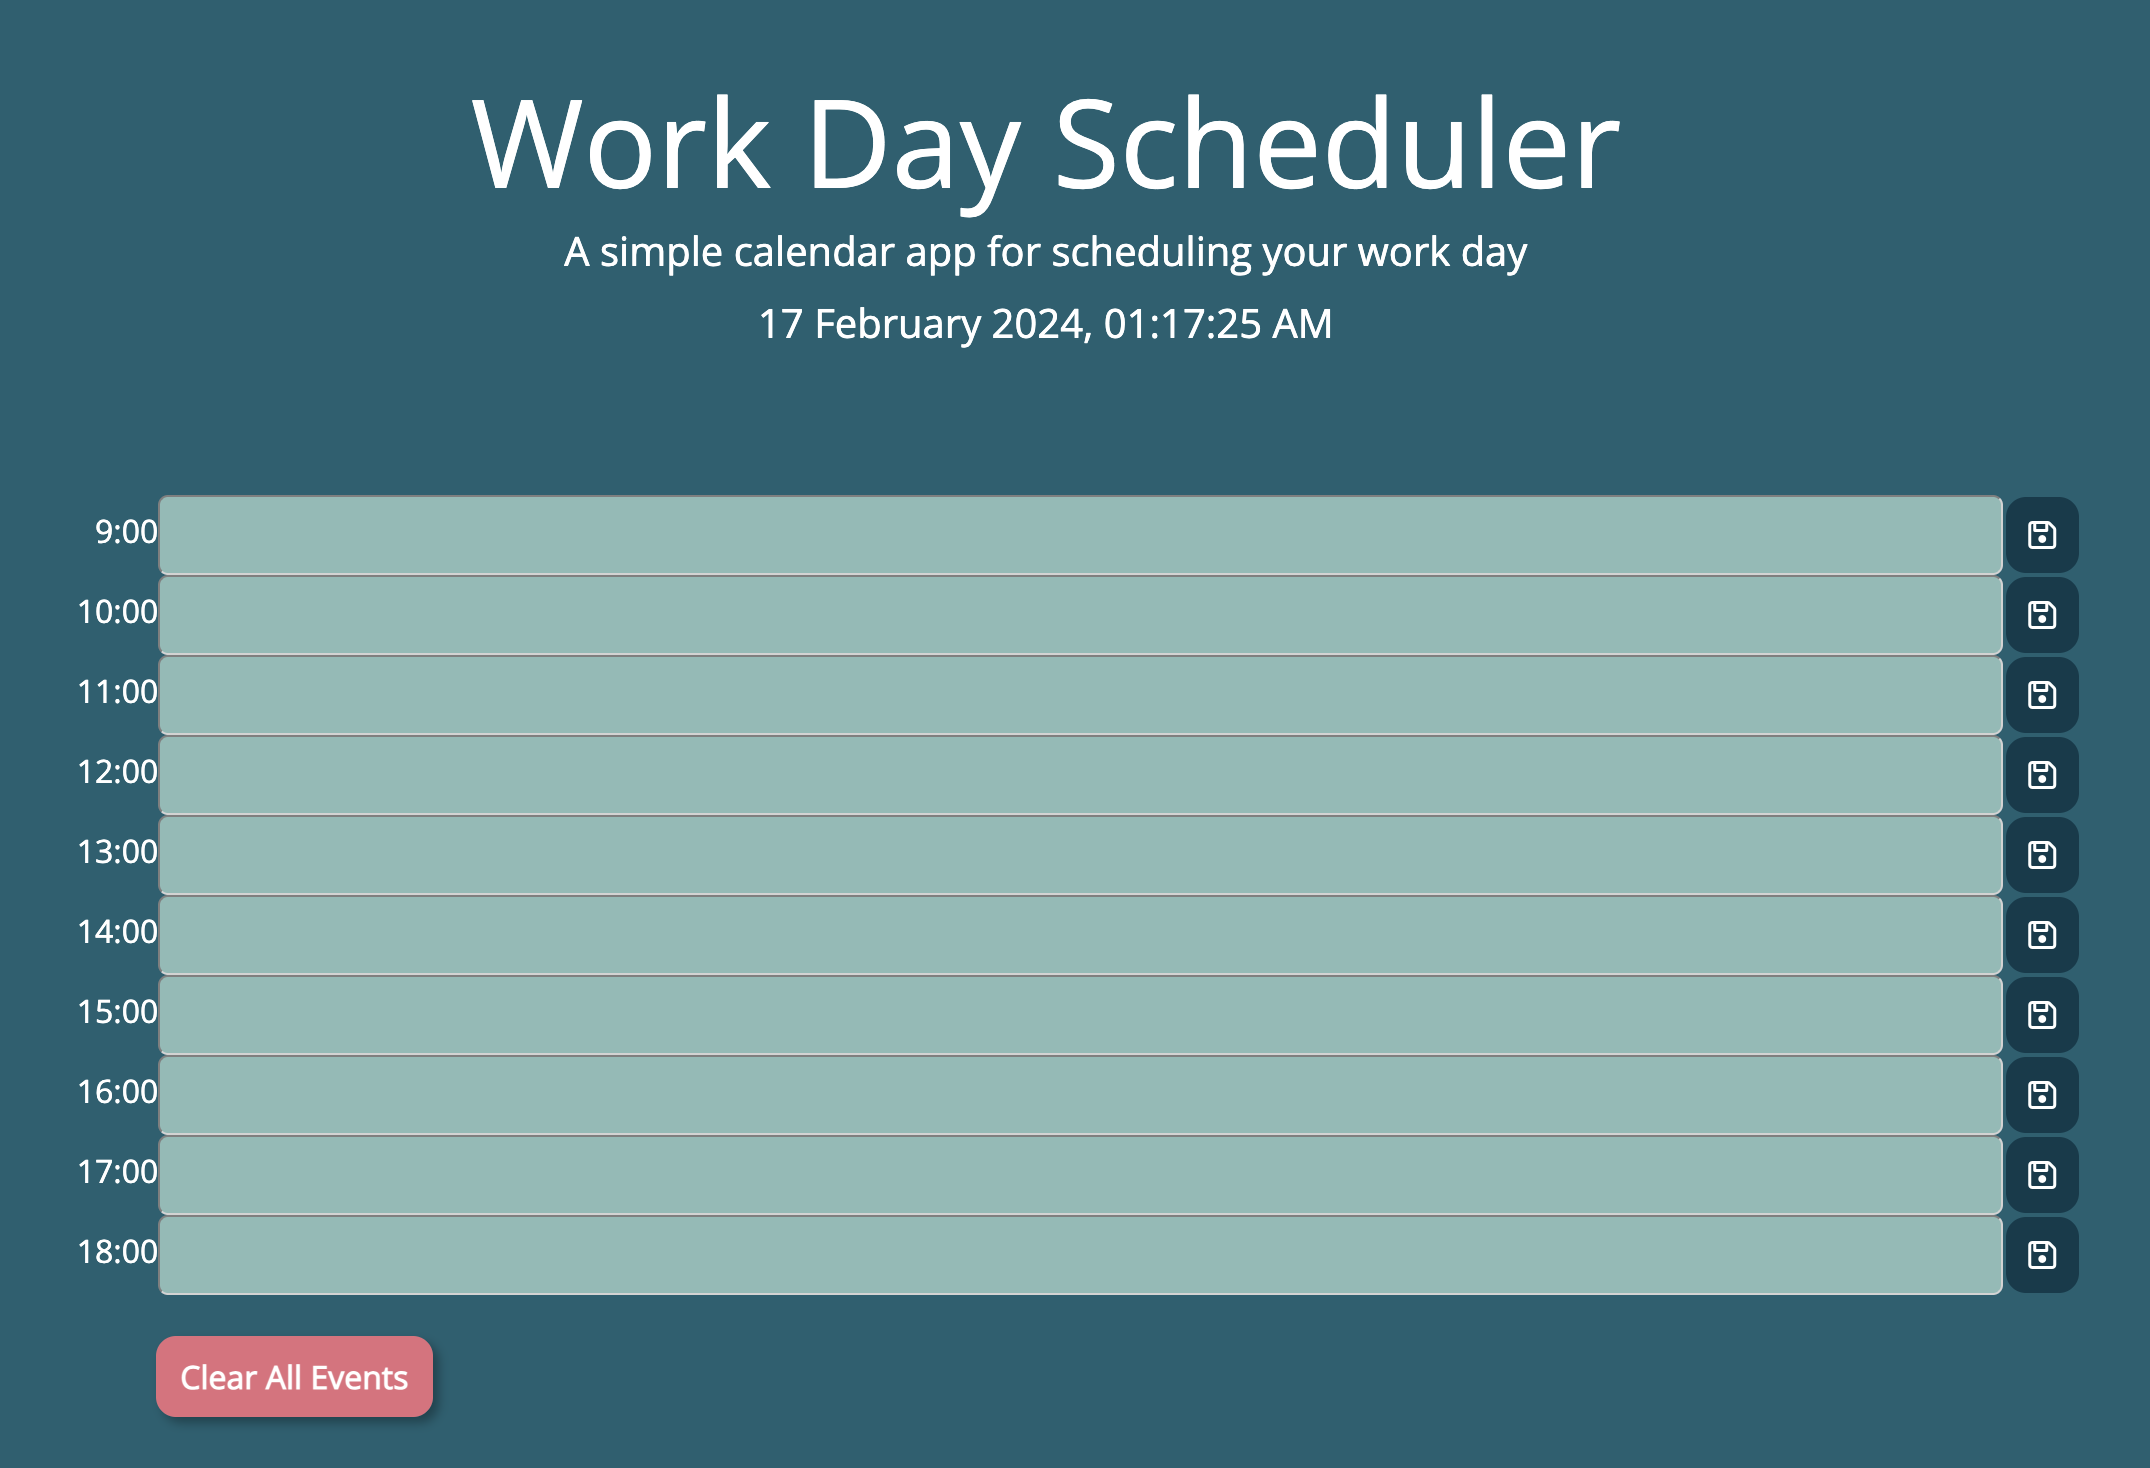 Work Day Scheduler
A simple calendar app for scheduling your work day
17 February 2024, 01:17:25 AM
9:00
10:00
11:00
12:00
13:00
14:00
15:00
16:00
17:00
18:00
Clear All Events